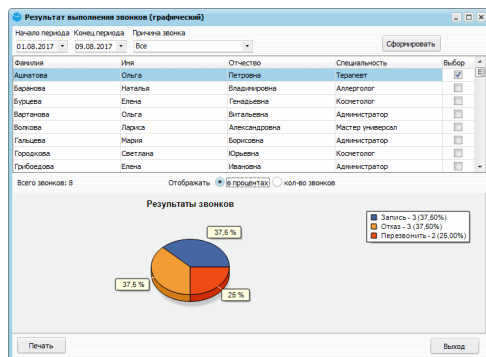 Результат выполнения звонков (графический)
Начало периода Конец периода Причина звонка
01.08.2017 09.08.2017 Все Сформировать
Фамилия Имя Отчество Специальность Выбор
Ашнатова Ольга Петровна Терапевт
Баранова Наталья Владимировна Аллерголог
Бурцева Елена Генадьевна Косметолог
Вартанова Ольга Витальевна Администратор
Волкова Лариса Александровна Мастер универсал
Гальцева Мария Борисовна Администратор
Городкова Светлана Юрьевна Косметолог
Грибоедова Елена Ивановна Администратор
Всего звонков: 8 Отображать в процентах кол-во звонков
Результаты звонков
37,5 %
37,5 %
25 %
Запись - 3 (37,50%)
Отказ - 3 (37,50%)
Перезвонить - 2 (25,00%)
Печать Выход